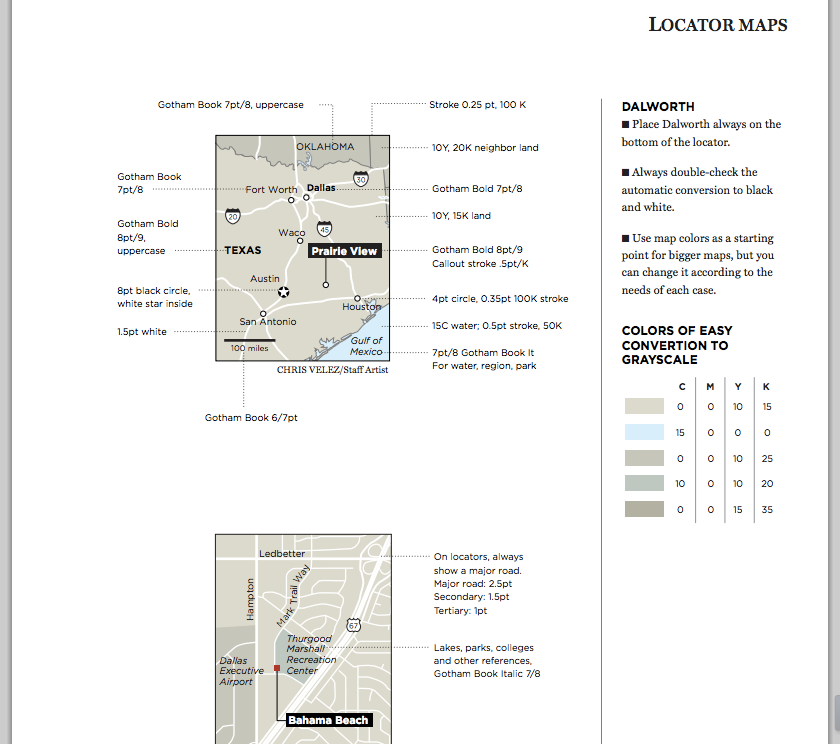 LOCATOR MAPS
Gotham Book 7pt/8, uppercase
Stroke 0.25 pt, 100 K
OKLAHOMA
10Y, 20K neighbor land
Gotham Book
7pt/8
Fort Worth
Dallas
30
Gotham Bold 7pt/8
20
10Y, 15K land
Gotham Bold
8pt/9,
uppercase
Waco
45
TEXAS
Prairie View
Gotham Bold 8pt/9
Callout stroke .5pt/K
Austin
8pt black circle,
white star inside
4pt circle, 0.35pt 100K stroke
Houston
San Antonio
1.5pt white
15C water; 0.5pt stroke, 50K
100 miles
Gulf of
Mexico
7pt/8 Gotham Book It
For water, region, park
CHRIS VELEZ/Staff Artist
Gotham Book 6/7pt
DALWORTH
■ Place Dalworth always on the
bottom of the locator.
■ Always double-check the
automatic conversion to black
and white.
■ Use map colors as a starting
point for bigger maps, but you
can change it according to the
needs of each case.
COLORS OF EASY
CONVERTION TO
GRAYSCALE
C M Y K
0 0 10 15
15 0 0 0
0 0 10 25
10 0 10 20
0 0 15 35
Ledbetter
Hampton
Mark Trail Way
67
Thurgood
Marshall
Recreation
Center
Dallas
Executive
Airport
Bahama Beach
On locators, always
show a major road.
Major road: 2.5pt
Secondary: 1.5pt
Tertiary: 1pt
Lakes, parks, colleges
and other references,
Gotham Book Italic 7/8